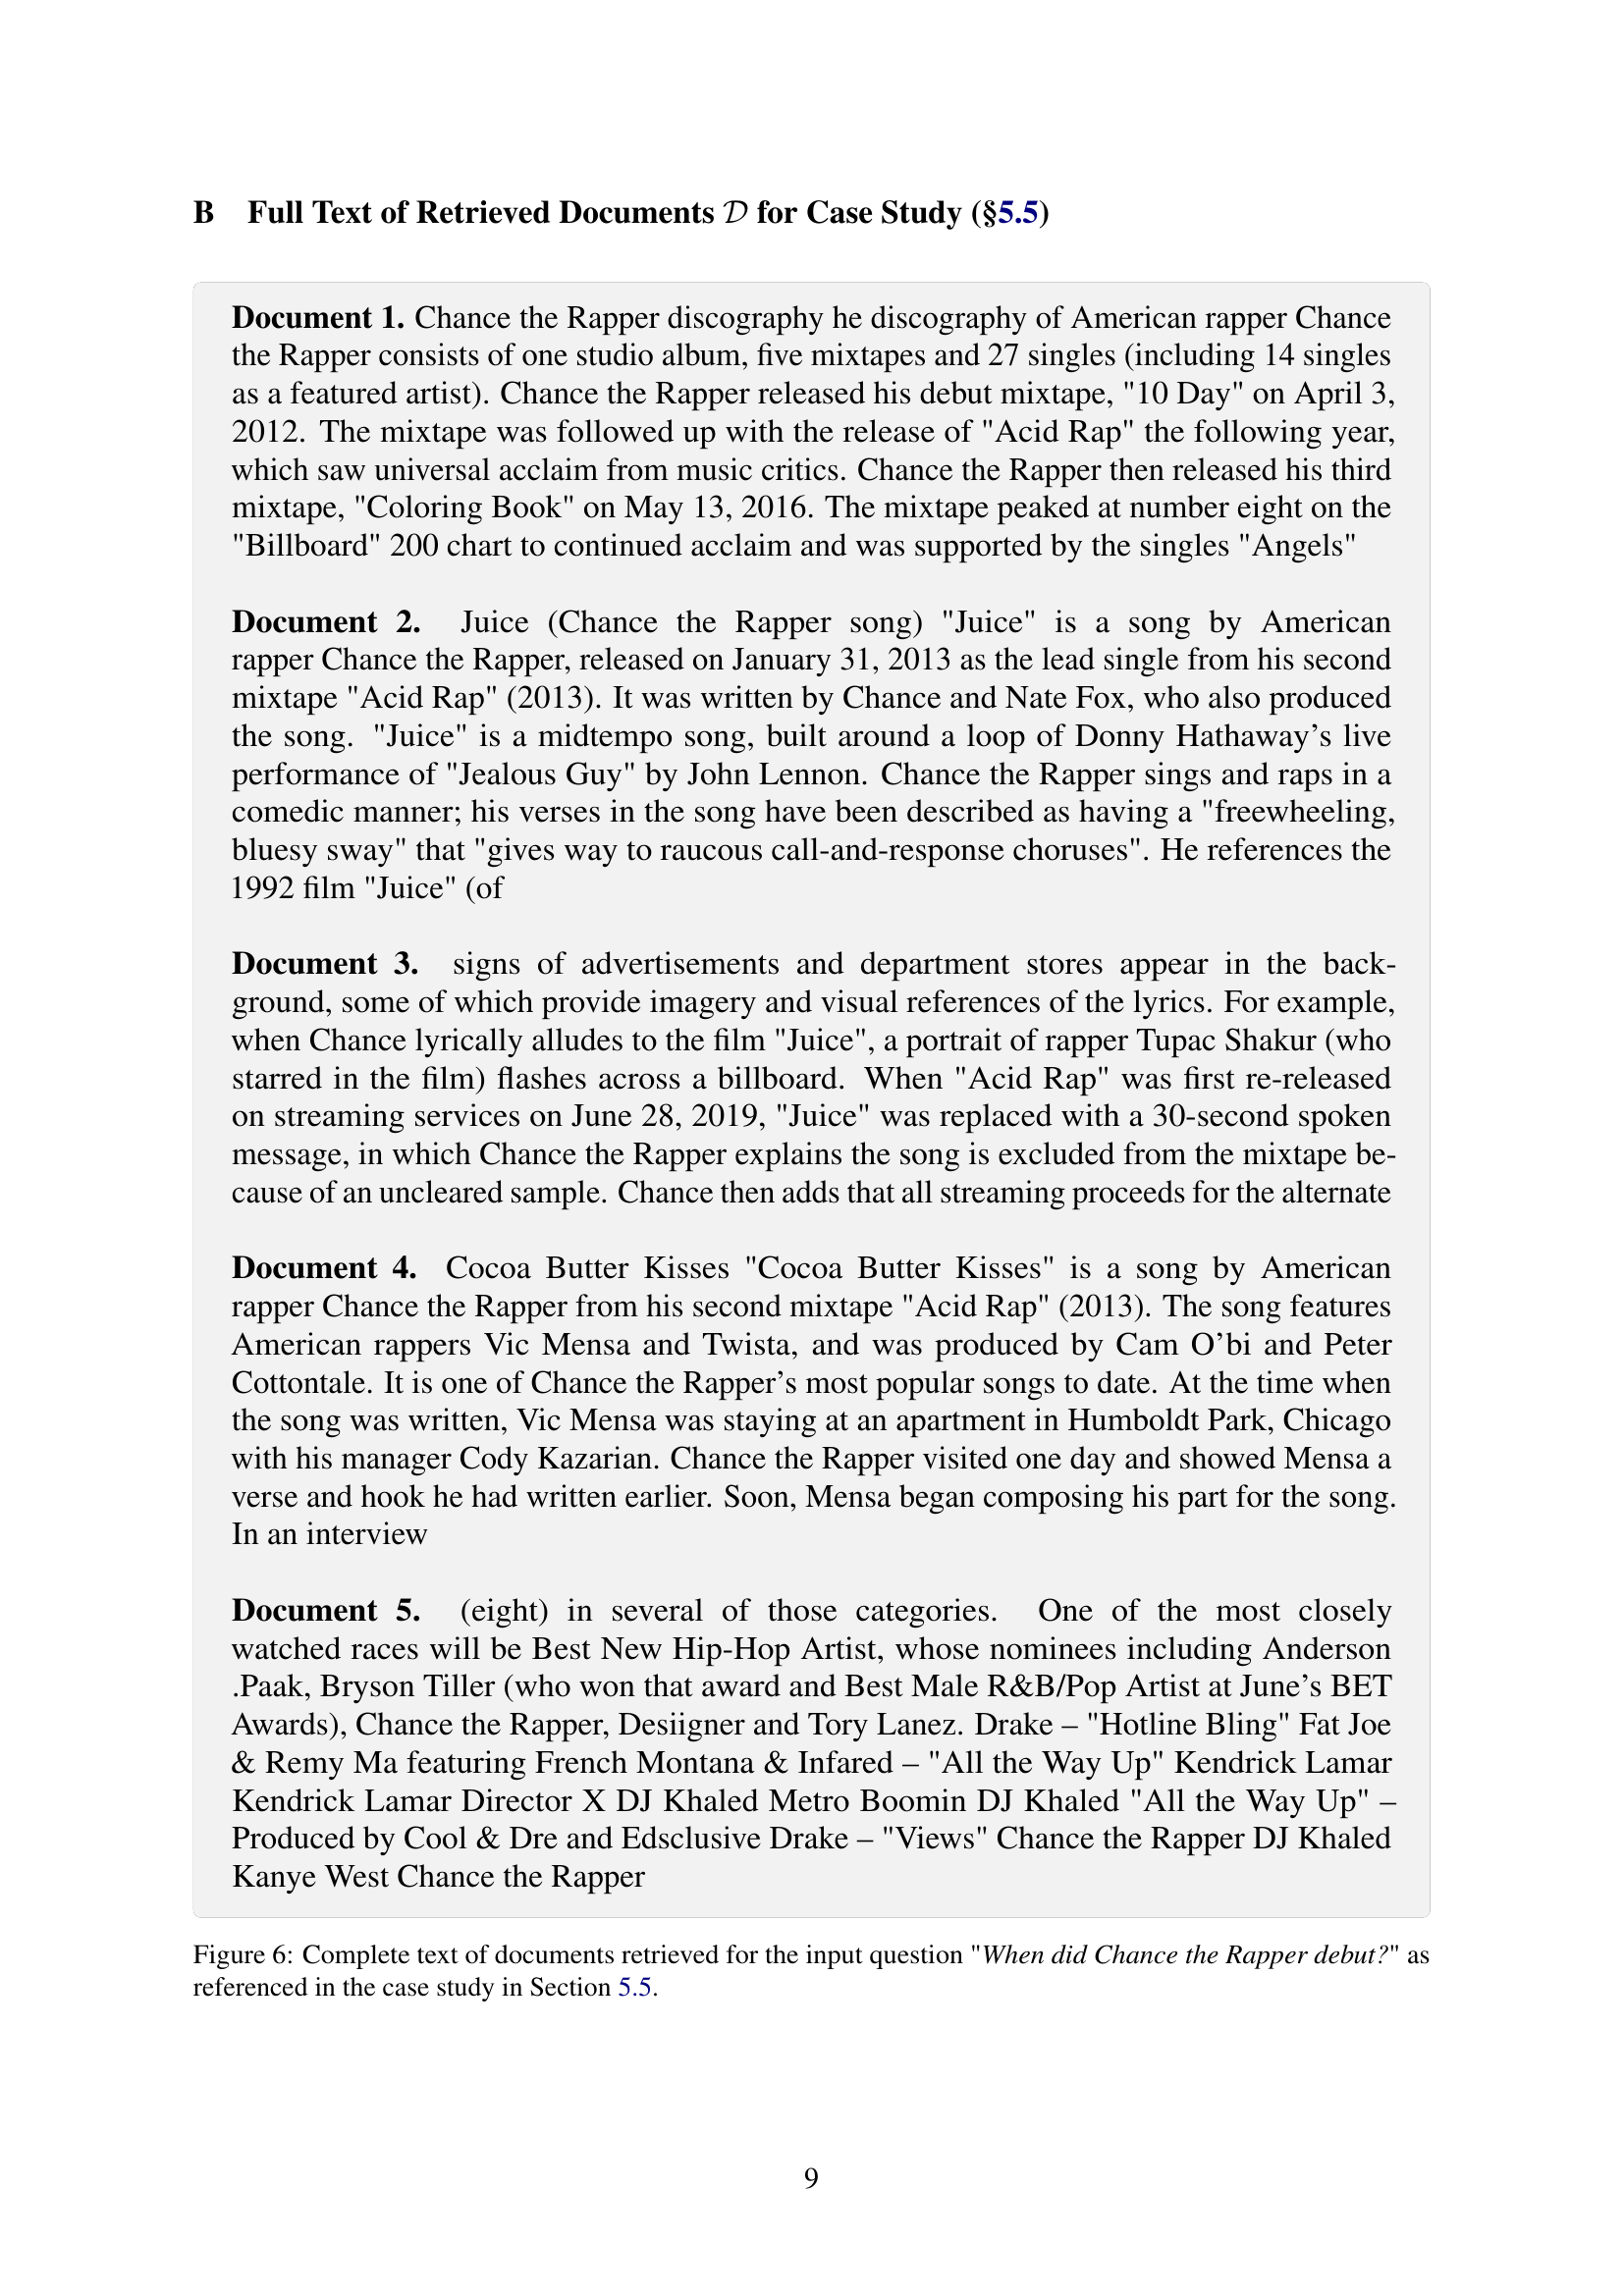 B Full Text of Retrieved Documents 𝒟 for Case Study (§5.5)
Document 1. Chance the Rapper discography he discography of American rapper Chance
the Rapper consists of one studio album, five mixtapes and 27 singles (including 14 singles
as a featured artist). Chance the Rapper released his debut mixtape, "10 Day" on April 3,
2012. The mixtape was followed up with the release of "Acid Rap" the following year,
which saw universal acclaim from music critics. Chance the Rapper then released his third
mixtape, "Coloring Book" on May 13, 2016. The mixtape peaked at number eight on the
"Billboard" 200 chart to continued acclaim and was supported by the singles "Angels"
Document 2. Juice (Chance the Rapper song) "Juice" is a song by American
rapper Chance the Rapper, released on January 31, 2013 as the lead single from his second
mixtape "Acid Rap" (2013). It was written by Chance and Nate Fox, who also produced
the song. "Juice" is a midtempo song, built around a loop of Donny Hathaway's live
performance of "Jealous Guy" by John Lennon. Chance the Rapper sings and raps in a
comedic manner; his verses in the song have been described as having a "freewheeling,
bluesy sway" that "gives way to raucous call-and-response choruses". He references the
1992 film "Juice" (of
Document 3. signs of advertisements and department stores appear in the back-
ground, some of which provide imagery and visual references of the lyrics. For example,
when Chance lyrically alludes to the film "Juice", a portrait of rapper Tupac Shakur (who
starred in the film) flashes across a billboard. When "Acid Rap" was first re-released
on streaming services on June 28, 2019, "Juice" was replaced with a 30-second spoken
message, in which Chance the Rapper explains the song is excluded from the mixtape be-
cause of an uncleared sample. Chance then adds that all streaming proceeds for the alternate
Document 4. Cocoa Butter Kisses "Cocoa Butter Kisses" is a song by American
rapper Chance the Rapper from his second mixtape "Acid Rap" (2013). The song features
American rappers Vic Mensa and Twista, and was produced by Cam O'bi and Peter
Cottontale. It is one of Chance the Rapper's most popular songs to date. At the time when
the song was written, Vic Mensa was staying at an apartment in Humboldt Park, Chicago
with his manager Cody Kazarian. Chance the Rapper visited one day and showed Mensa a
verse and hook he had written earlier. Soon, Mensa began composing his part for the song.
In an interview
Document 5. (eight) in several of those categories. One of the most closely
watched races will be Best New Hip-Hop Artist, whose nominees including Anderson
.Paak, Bryson Tiller (who won that award and Best Male R&B/Pop Artist at June's BET
Awards), Chance the Rapper, Desiigner and Tory Lanez. Drake – "Hotline Bling" Fat Joe
& Remy Ma featuring French Montana & Infared – "All the Way Up" Kendrick Lamar
Kendrick Lamar Director X DJ Khaled Metro Boomin DJ Khaled "All the Way Up" –
Produced by Cool & Dre and Edsclusive Drake – "Views" Chance the Rapper DJ Khaled
Kanye West Chance the Rapper
Figure 6: Complete text of documents retrieved for the input question "When did Chance the Rapper debut?" as
referenced in the case study in Section 5.5.
9